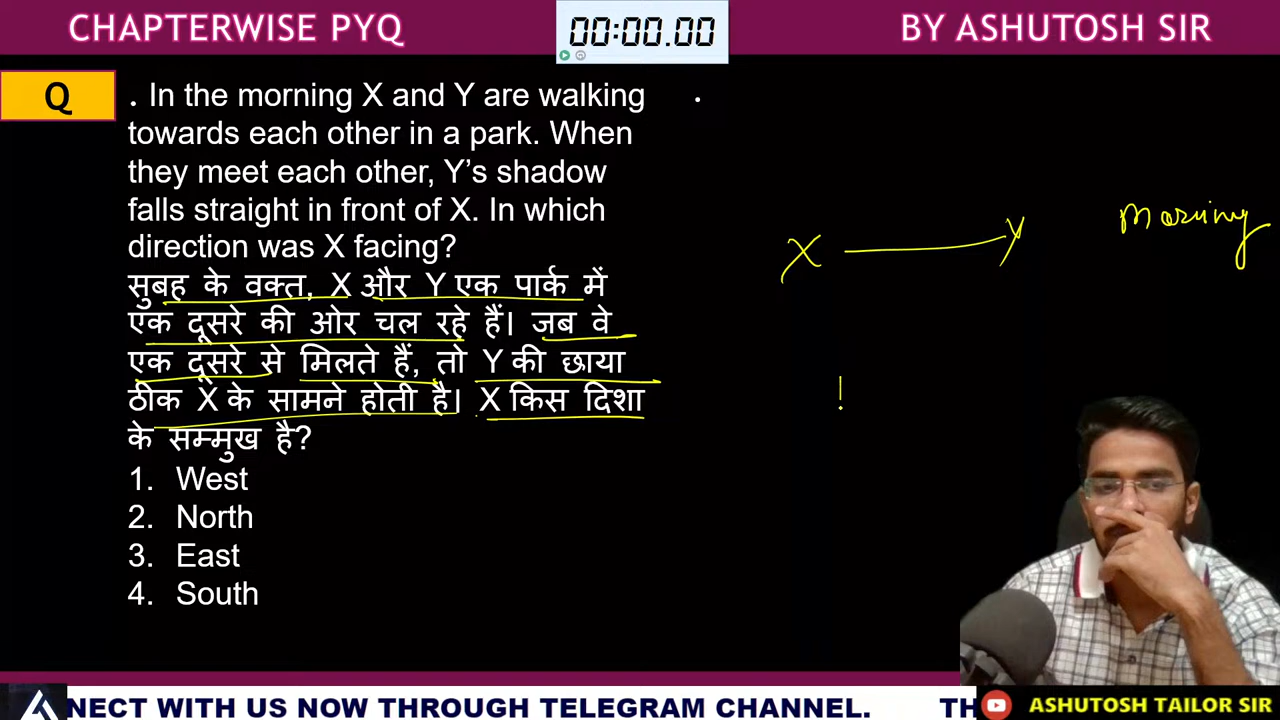 CHAPTERWISE PYQ
00:00.00
BY ASHUTOSH SIR
Q
. In the morning X and Y are walking
towards each other in a park. When
they meet each other, Y’s shadow
falls straight in front of X. In which
direction was X facing?
सुबह के वक्त, X और Y एक पार्क में
एक दूसरे की ओर चल रहे हैं। जब वे
एक दूसरे से मिलते हैं, तो Y की छाया
ठीक X के सामने होती है। X किस दिशा
के सम्मुख है?
1. West
2. North
3. East
4. South
X Y
Morning
NECT WITH US NOW THROUGH TELEGRAM CHANNEL.
TH
ASHUTOSH TAILOR SIR